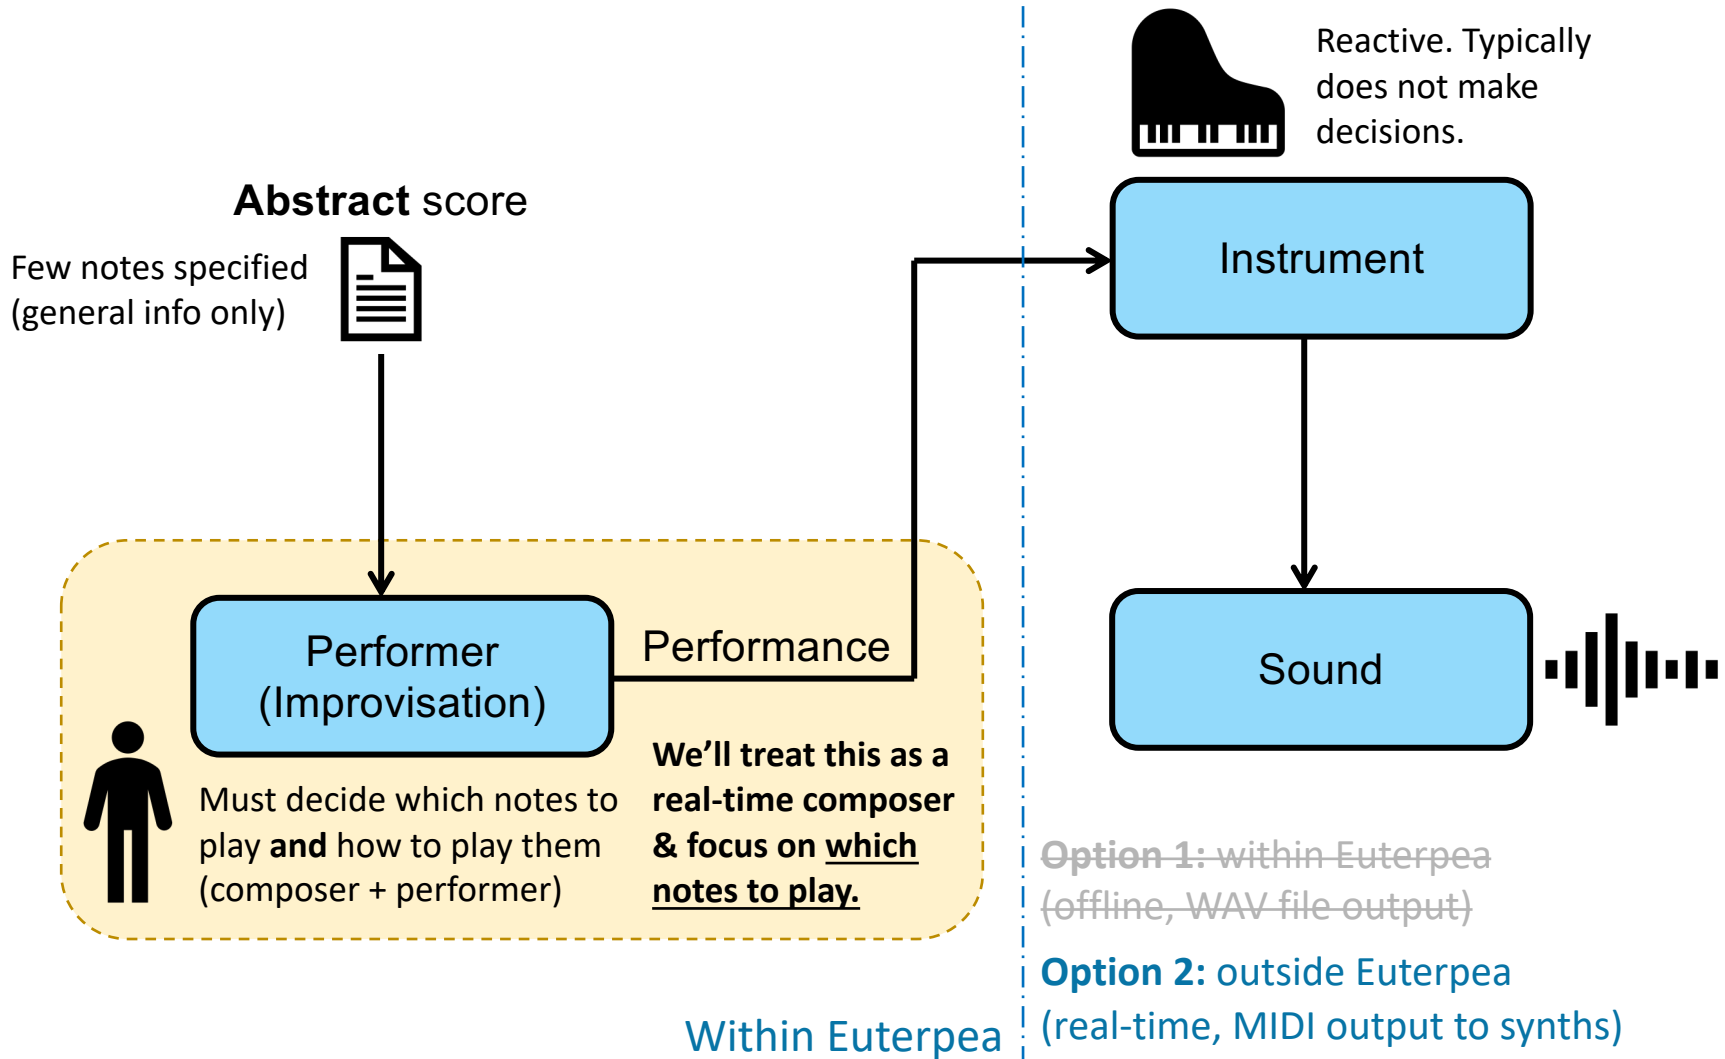 Reactive. Typically
does not make
decisions.
Abstract score
Few notes specified
(general info only)
Instrument
Performer
(Improvisation)
Performance
Sound
Must decide which notes to
play and how to play them
(composer + performer)
We’ll treat this as a
real-time composer
& focus on which
notes to play.
Option 1: within Euterpea
(offline, WAV file output)
Option 2: outside Euterpea
(real-time, MIDI output to synths)
Within Euterpea